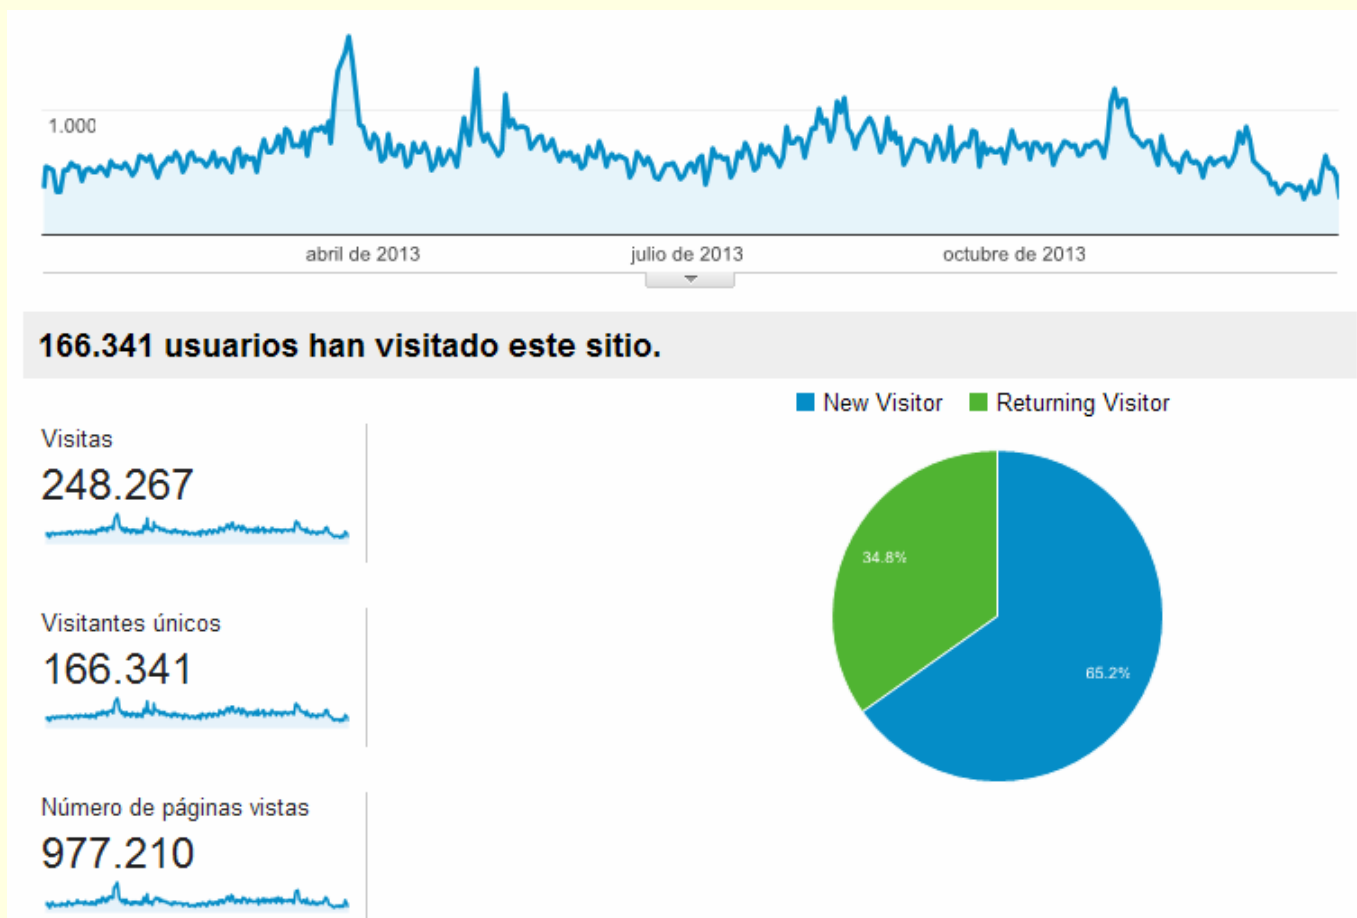 1.000
abril de 2013 julio de 2013 octubre de 2013
166.341 usuarios han visitado este sitio.
New Visitor Returning Visitor
Visitas
248.267
34.8%
Visitantes únicos
166.341
65.2%
Número de páginas vistas
977.210